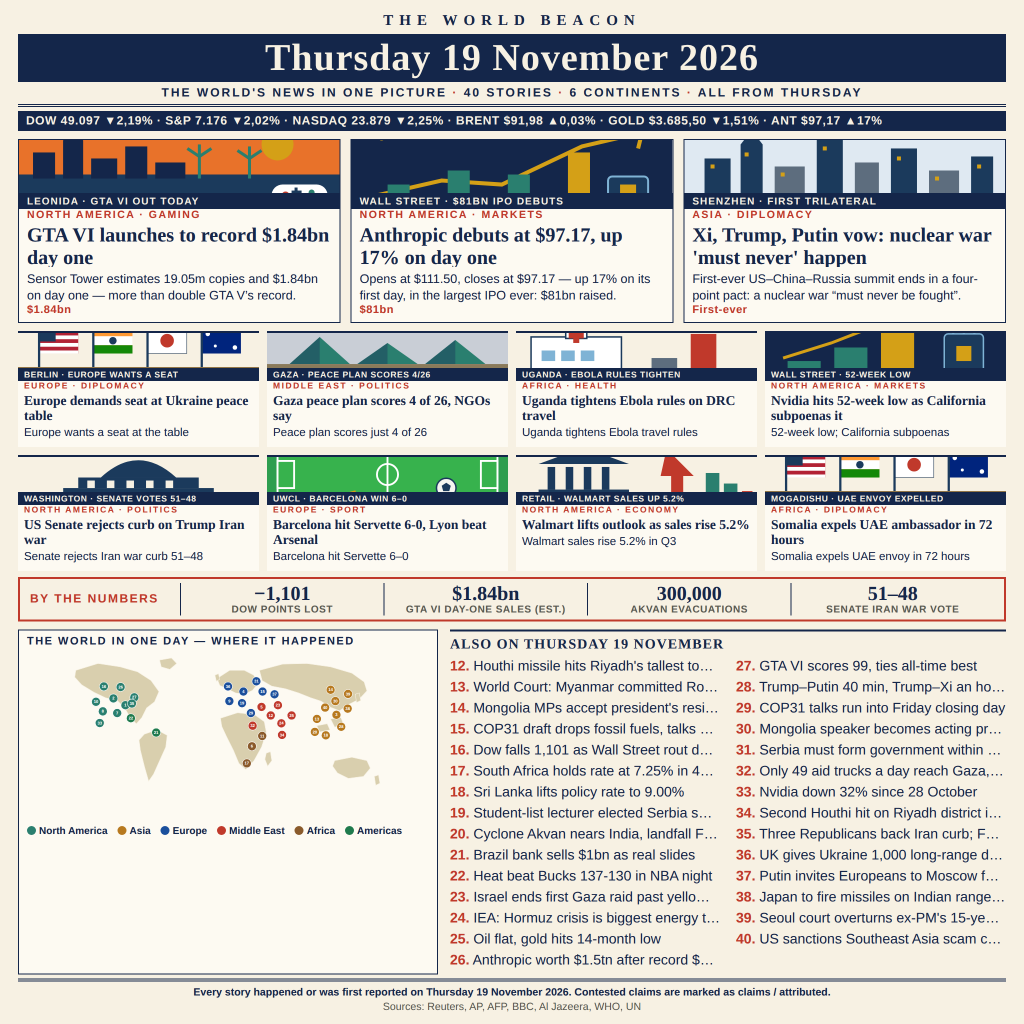 THE WORLD BEACON
Thursday 19 November 2026
THE WORLD'S NEWS IN ONE PICTURE · 40 STORIES · 6 CONTINENTS · ALL FROM THURSDAY
DOW 49.097 ▼2,19% · S&P 7.176 ▼2,02% · NASDAQ 23.879 ▼2,25% · BRENT $91,98 ▲0,03% · GOLD $3.685,50 ▼1,51% · ANT $97,17 ▲17%
LEONIDA · GTA VI OUT TODAY
NORTH AMERICA · GAMING
GTA VI launches to record $1.84bn
day one
Sensor Tower estimates 19.05m copies and $1.84bn
on day one — more than double GTA V's record.
$1.84bn
WALL STREET · $81BN IPO DEBUTS
NORTH AMERICA · MARKETS
Anthropic debuts at $97.17, up
17% on day one
Opens at $111.50, closes at $97.17 — up 17% on its
first day, in the largest IPO ever: $81bn raised.
$81bn
SHENZHEN · FIRST TRILATERAL
ASIA · DIPLOMACY
Xi, Trump, Putin vow: nuclear war
'must never' happen
First-ever US–China–Russia summit ends in a four-
point pact: a nuclear war “must never be fought”.
First-ever
BERLIN · EUROPE WANTS A SEAT
EUROPE · DIPLOMACY
Europe demands seat at Ukraine peace
table
Europe wants a seat at the table
GAZA · PEACE PLAN SCORES 4/26
MIDDLE EAST · POLITICS
Gaza peace plan scores 4 of 26, NGOs
say
Peace plan scores just 4 of 26
UGANDA · EBOLA RULES TIGHTEN
AFRICA · HEALTH
Uganda tightens Ebola rules on DRC
travel
Uganda tightens Ebola travel rules
WALL STREET · 52-WEEK LOW
NORTH AMERICA · MARKETS
Nvidia hits 52-week low as California
subpoenas it
52-week low; California subpoenas
WASHINGTON · SENATE VOTES 51–48
NORTH AMERICA · POLITICS
US Senate rejects curb on Trump Iran
war
Senate rejects Iran war curb 51–48
UWCL · BARCELONA WIN 6–0
EUROPE · SPORT
Barcelona hit Servette 6-0, Lyon beat
Arsenal
Barcelona hit Servette 6–0
RETAIL · WALMART SALES UP 5.2%
NORTH AMERICA · ECONOMY
Walmart lifts outlook as sales rise 5.2%
Walmart sales rise 5.2% in Q3
MOGADISHU · UAE ENVOY EXPELLED
AFRICA · DIPLOMACY
Somalia expels UAE ambassador in 72
hours
Somalia expels UAE envoy in 72 hours
BY THE NUMBERS
−1,101
DOW POINTS LOST
$1.84bn
GTA VI DAY-ONE SALES (EST.)
300,000
AKVAN EVACUATIONS
51–48
SENATE IRAN WAR VOTE
THE WORLD IN ONE DAY — WHERE IT HAPPENED
North America
Asia
Europe
Middle East
Africa
Americas
ALSO ON THURSDAY 19 NOVEMBER
12. Houthi missile hits Riyadh's tallest to…
13. World Court: Myanmar committed Ro…
14. Mongolia MPs accept president's resi…
15. COP31 draft drops fossil fuels, talks …
16. Dow falls 1,101 as Wall Street rout d…
17. South Africa holds rate at 7.25% in 4…
18. Sri Lanka lifts policy rate to 9.00%
19. Student-list lecturer elected Serbia s…
20. Cyclone Akvan nears India, landfall F…
21. Brazil bank sells $1bn as real slides
22. Heat beat Bucks 137-130 in NBA night
23. Israel ends first Gaza raid past yello…
24. IEA: Hormuz crisis is biggest energy t…
25. Oil flat, gold hits 14-month low
26. Anthropic worth $1.5tn after record $…
27. GTA VI scores 99, ties all-time best
28. Trump–Putin 40 min, Trump–Xi an ho…
29. COP31 talks run into Friday closing day
30. Mongolia speaker becomes acting pr…
31. Serbia must form government within …
32. Only 49 aid trucks a day reach Gaza,…
33. Nvidia down 32% since 28 October
34. Second Houthi hit on Riyadh district i…
35. Three Republicans back Iran curb; F…
36. UK gives Ukraine 1,000 long-range d…
37. Putin invites Europeans to Moscow f…
38. Japan to fire missiles on Indian range…
39. Seoul court overturns ex-PM's 15-ye…
40. US sanctions Southeast Asia scam c…
Every story happened or was first reported on Thursday 19 November 2026. Contested claims are marked as claims / attributed.
Sources: Reuters, AP, AFP, BBC, Al Jazeera, WHO, UN